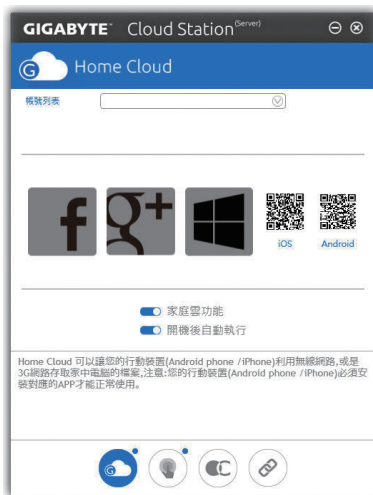 GIGABYTE™ Cloud Station(Server)
G Home Cloud
帳號列表
f g+
iOS Android
家庭雲功能
開機後自動執行
Home Cloud 可以讓您的行動裝置(Android phone /iPhone)利用無線網路,或是
3G網路存取家中電腦的檔案,注意:您的行動裝置(Android phone /iPhone)必須安
裝對應的APP才能正常使用。